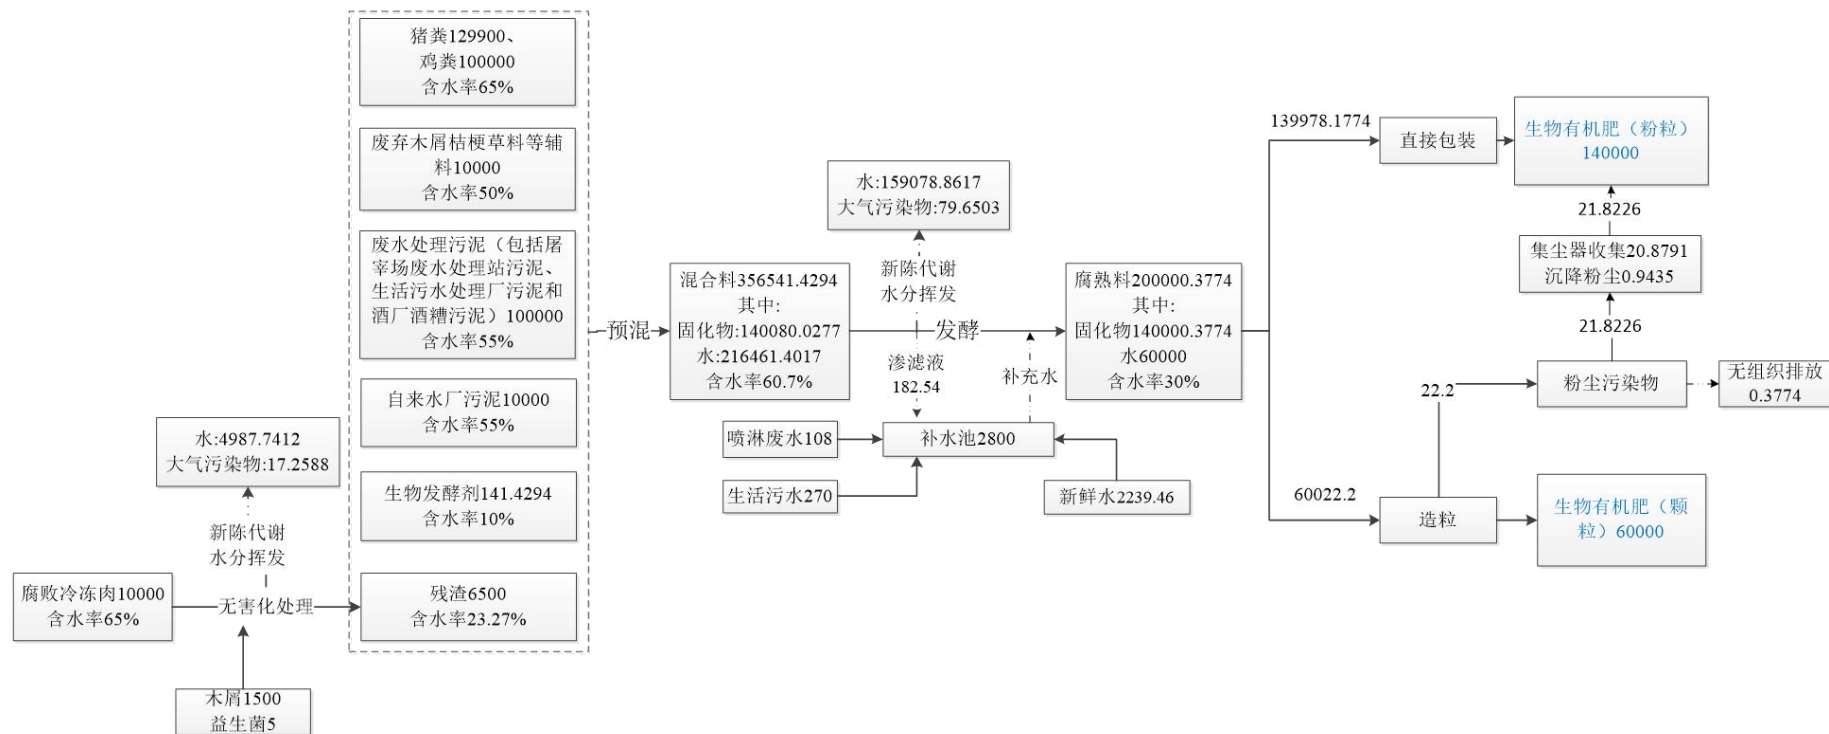 猪粪129900、
鸡粪100000
含水率65%
废弃木屑桔梗草料等辅
料10000
含水率50%
废水处理污泥（包括屠
宰场废水处理站污泥、
生活污水处理厂污泥和
酒厂酒糟污泥）100000
含水率55%
自来水厂污泥10000
含水率55%
生物发酵剂141.4294
含水率10%
残渣6500
含水率23.27%
水:4987.7412
大气污染物:17.2588
新陈代谢
水分挥发
腐败冷冻肉10000
含水率65%
无害化处理
木屑1500
益生菌5
预混
混合料356541.4294
其中:
固化物:140080.0277
水:216461.4017
含水率60.7%
水:159078.8617
大气污染物:79.6503
新陈代谢
水分挥发
发酵
渗滤液
182.54
补充水
喷淋废水108
补水池2800
生活污水270
新鲜水2239.46
腐熟料200000.3774
其中:
固化物140000.3774
水60000
含水率30%
139978.1774
直接包装
生物有机肥（粉粒）
140000
21.8226
集尘器收集20.8791
沉降粉尘0.9435
21.8226
粉尘污染物
无组织排放
0.3774
22.2
60022.2
造粒
生物有机肥（颗
粒）60000